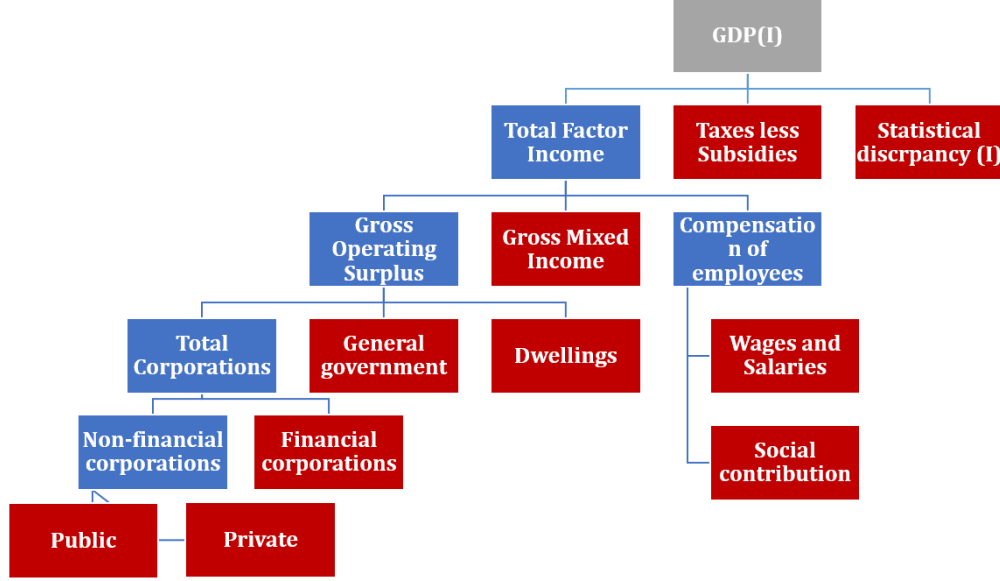 GDP(I)
Total Factor
Income
Taxes less
Subsidies
Statistical
discrpancy (I)
Gross
Operating
Surplus
Gross Mixed
Income
Compensatio
n of
employees
Total
Corporations
General
government
Dwellings
Wages and
Salaries
Non-financial
corporations
Financial
corporations
Social
contribution
Public
Private